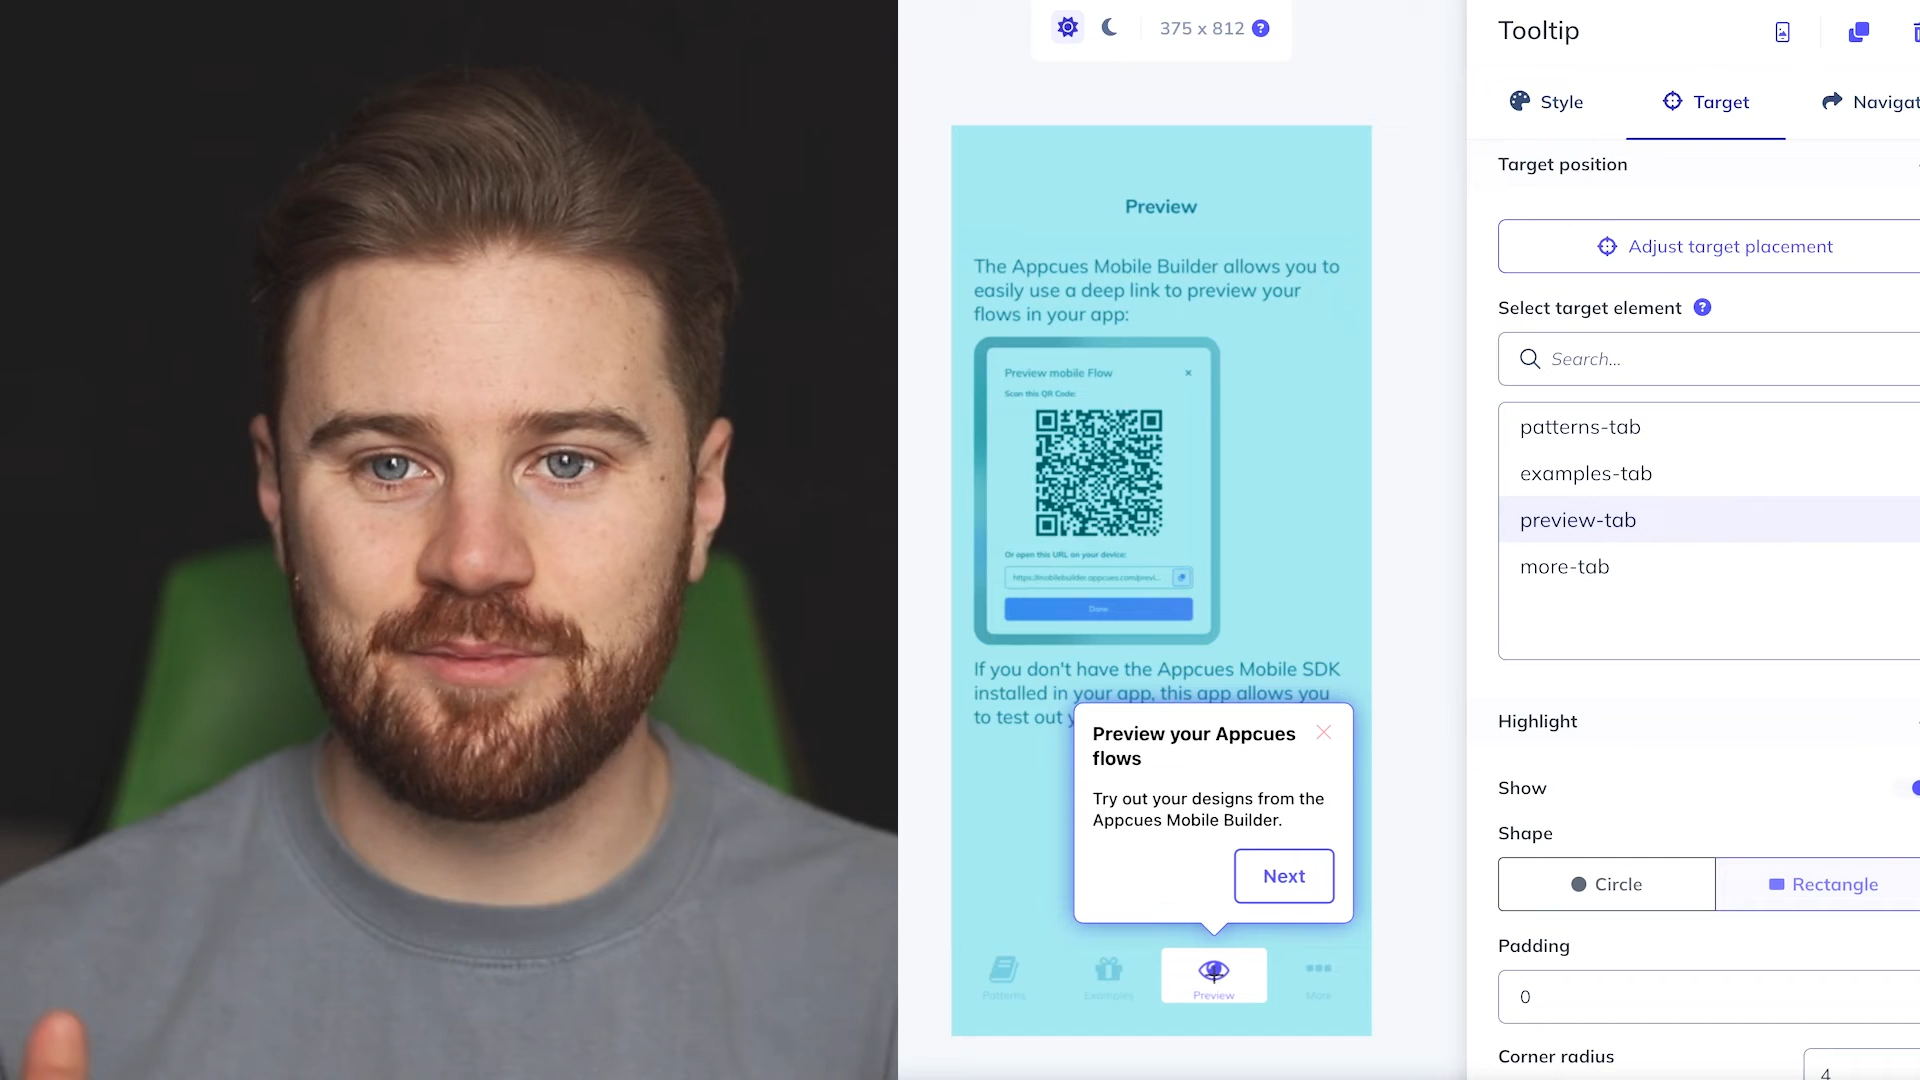 375 x 812 ?
Preview
The Appcues Mobile Builder allows you to
easily use a deep link to preview your
flows in your app:
Preview mobile Flow
Scan this QR Code:
Or open this URL on your device:
https://mobilebuilder.appcues.com/previ...
Done
If you don't have the Appcues Mobile SDK
installed in your app, this app allows you
to test out
Preview your Appcues
flows
Try out your designs from the
Appcues Mobile Builder.
Next
Patterns
Examples
Preview
More
Tooltip
Style
Target
Navigat
Target position
Adjust target placement
Select target element ?
Search...
patterns-tab
examples-tab
preview-tab
more-tab
Highlight
Show
Shape
Circle
Rectangle
Padding
0
Corner radius
4